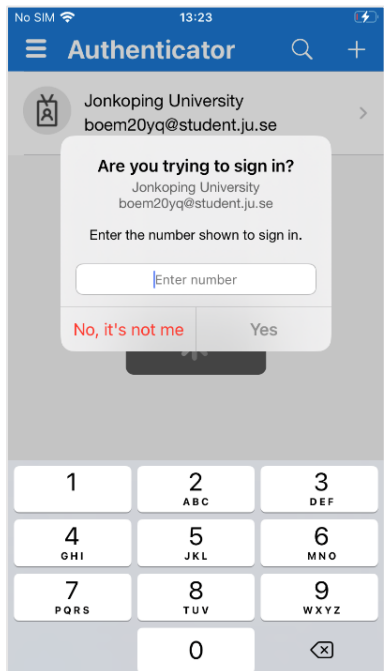 No SIM 13:23
Authenticator
Jonkoping University
boem20yq@student.ju.se
Are you trying to sign in?
Jonkoping University
boem20yq@student.ju.se
Enter the number shown to sign in.
Enter number
No, it's not me Yes
1 2 3
ABC DEF
4 5 6
GHI JKL MNO
7 8 9
PQRS TUV WXYZ
0